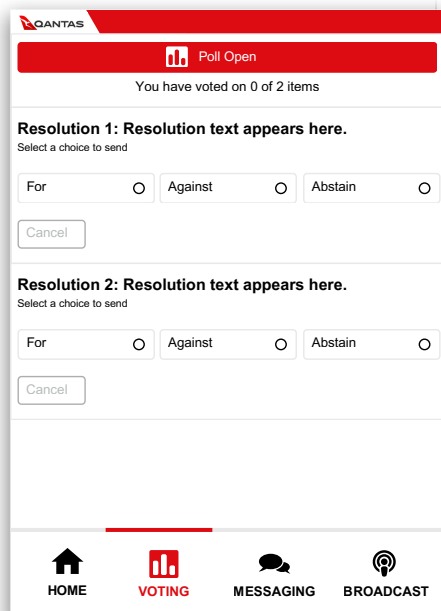 QANTAS
Poll Open
You have voted on 0 of 2 items
Resolution 1: Resolution text appears here.
Select a choice to send
For Against Abstain
Cancel
Resolution 2: Resolution text appears here.
Select a choice to send
For Against Abstain
Cancel
HOME VOTING MESSAGING BROADCAST